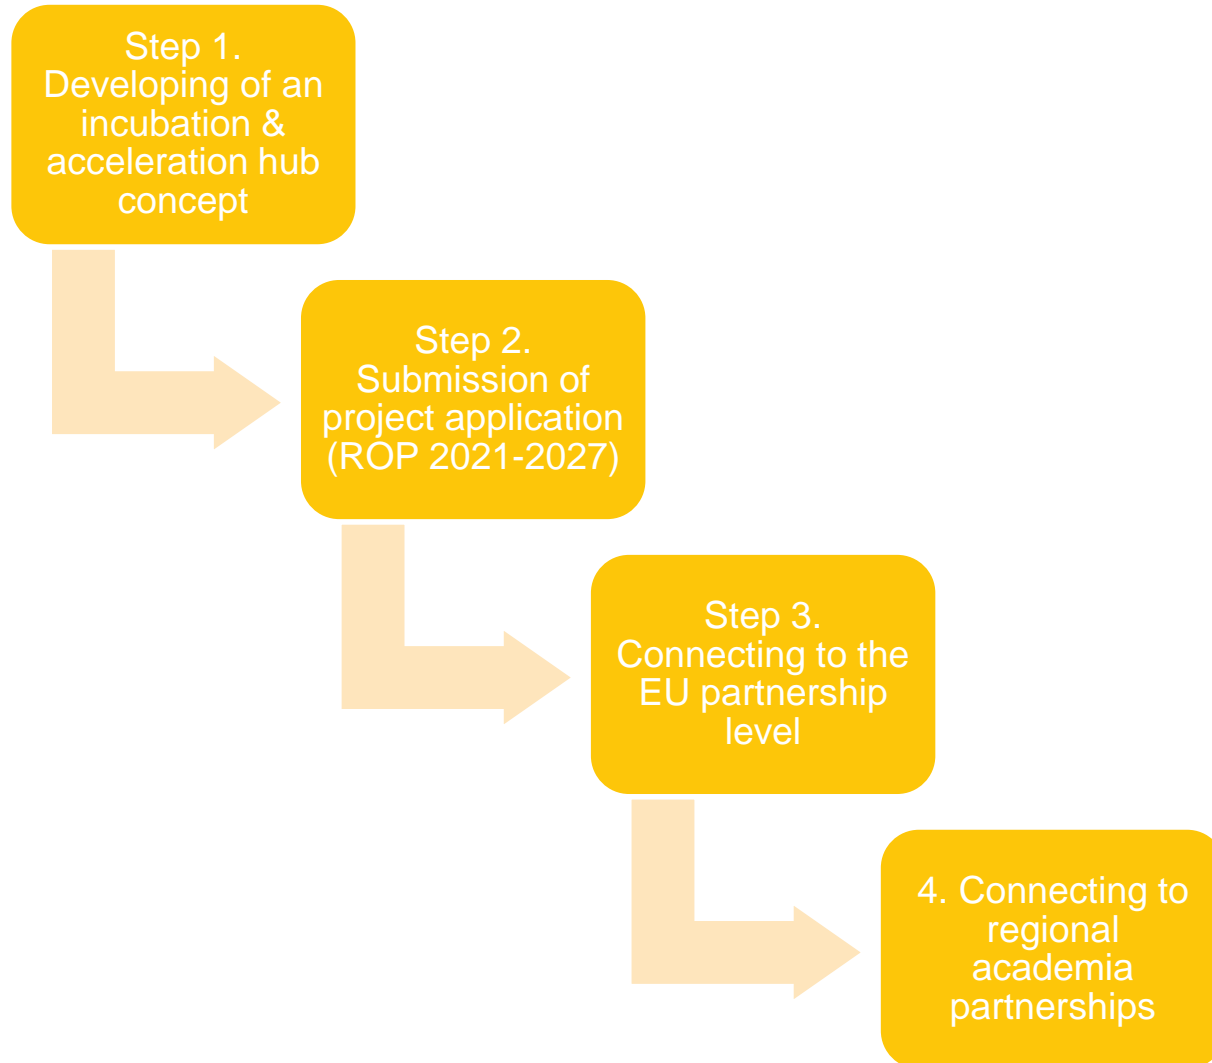 Step 1.
Developing of an
incubation &
acceleration hub
concept
Step 2.
Submission of
project application
(ROP 2021-2027)
Step 3.
Connecting to the
EU partnership
level
4. Connecting to
regional
academia
partnerships